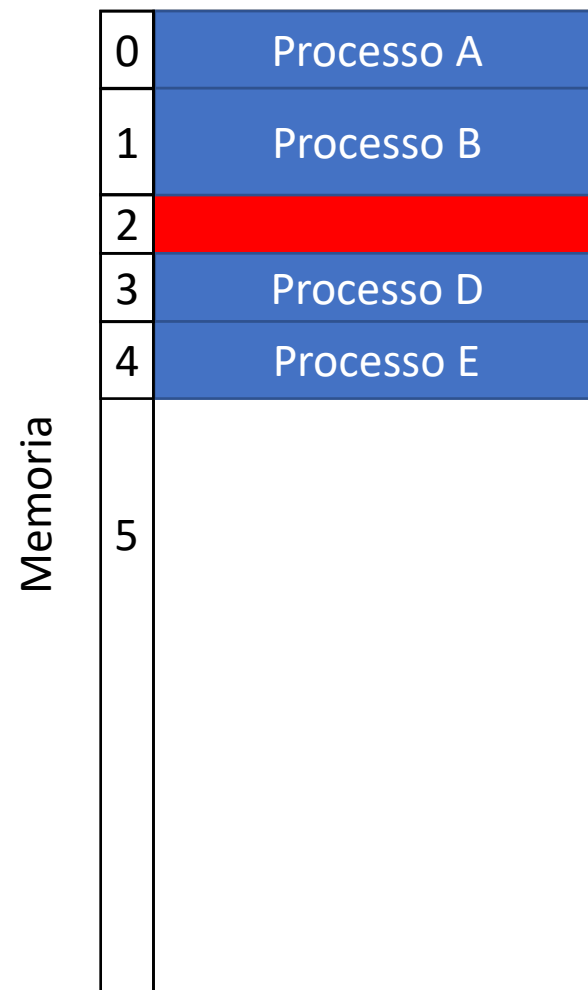 0 Processo A
1 Processo B
2
3 Processo D
4 Processo E
5
Memoria